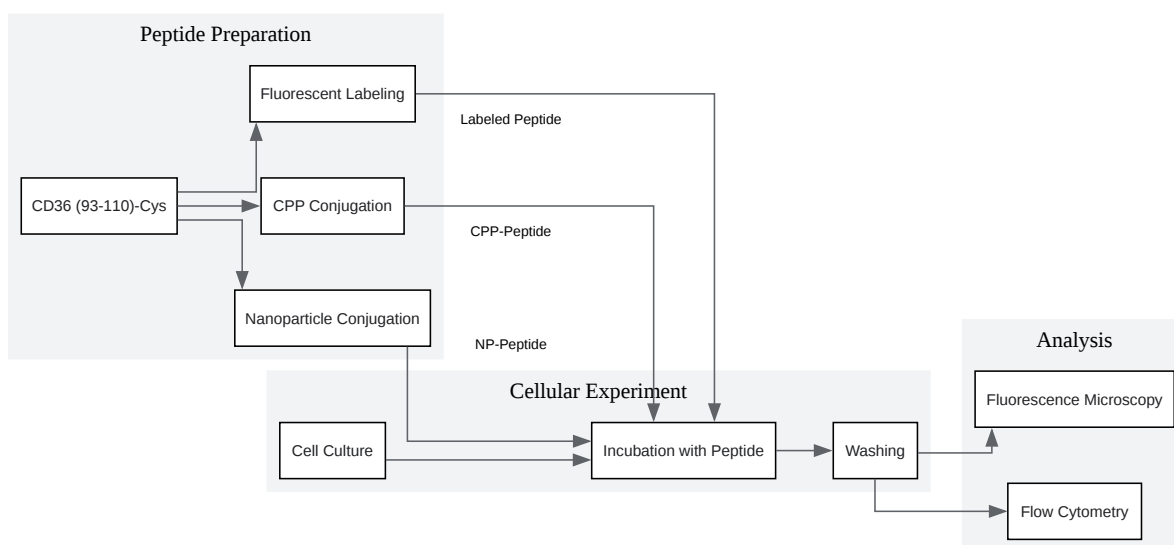 Peptide Preparation
Fluorescent Labeling
Labeled Peptide
CD36 (93-110)-Cys
CPP Conjugation
CPP-Peptide
Nanoparticle Conjugation
NP-Peptide
Analysis
Cellular Experiment
Fluorescence Microscopy
Cell Culture
Incubation with Peptide
Washing
Flow Cytometry